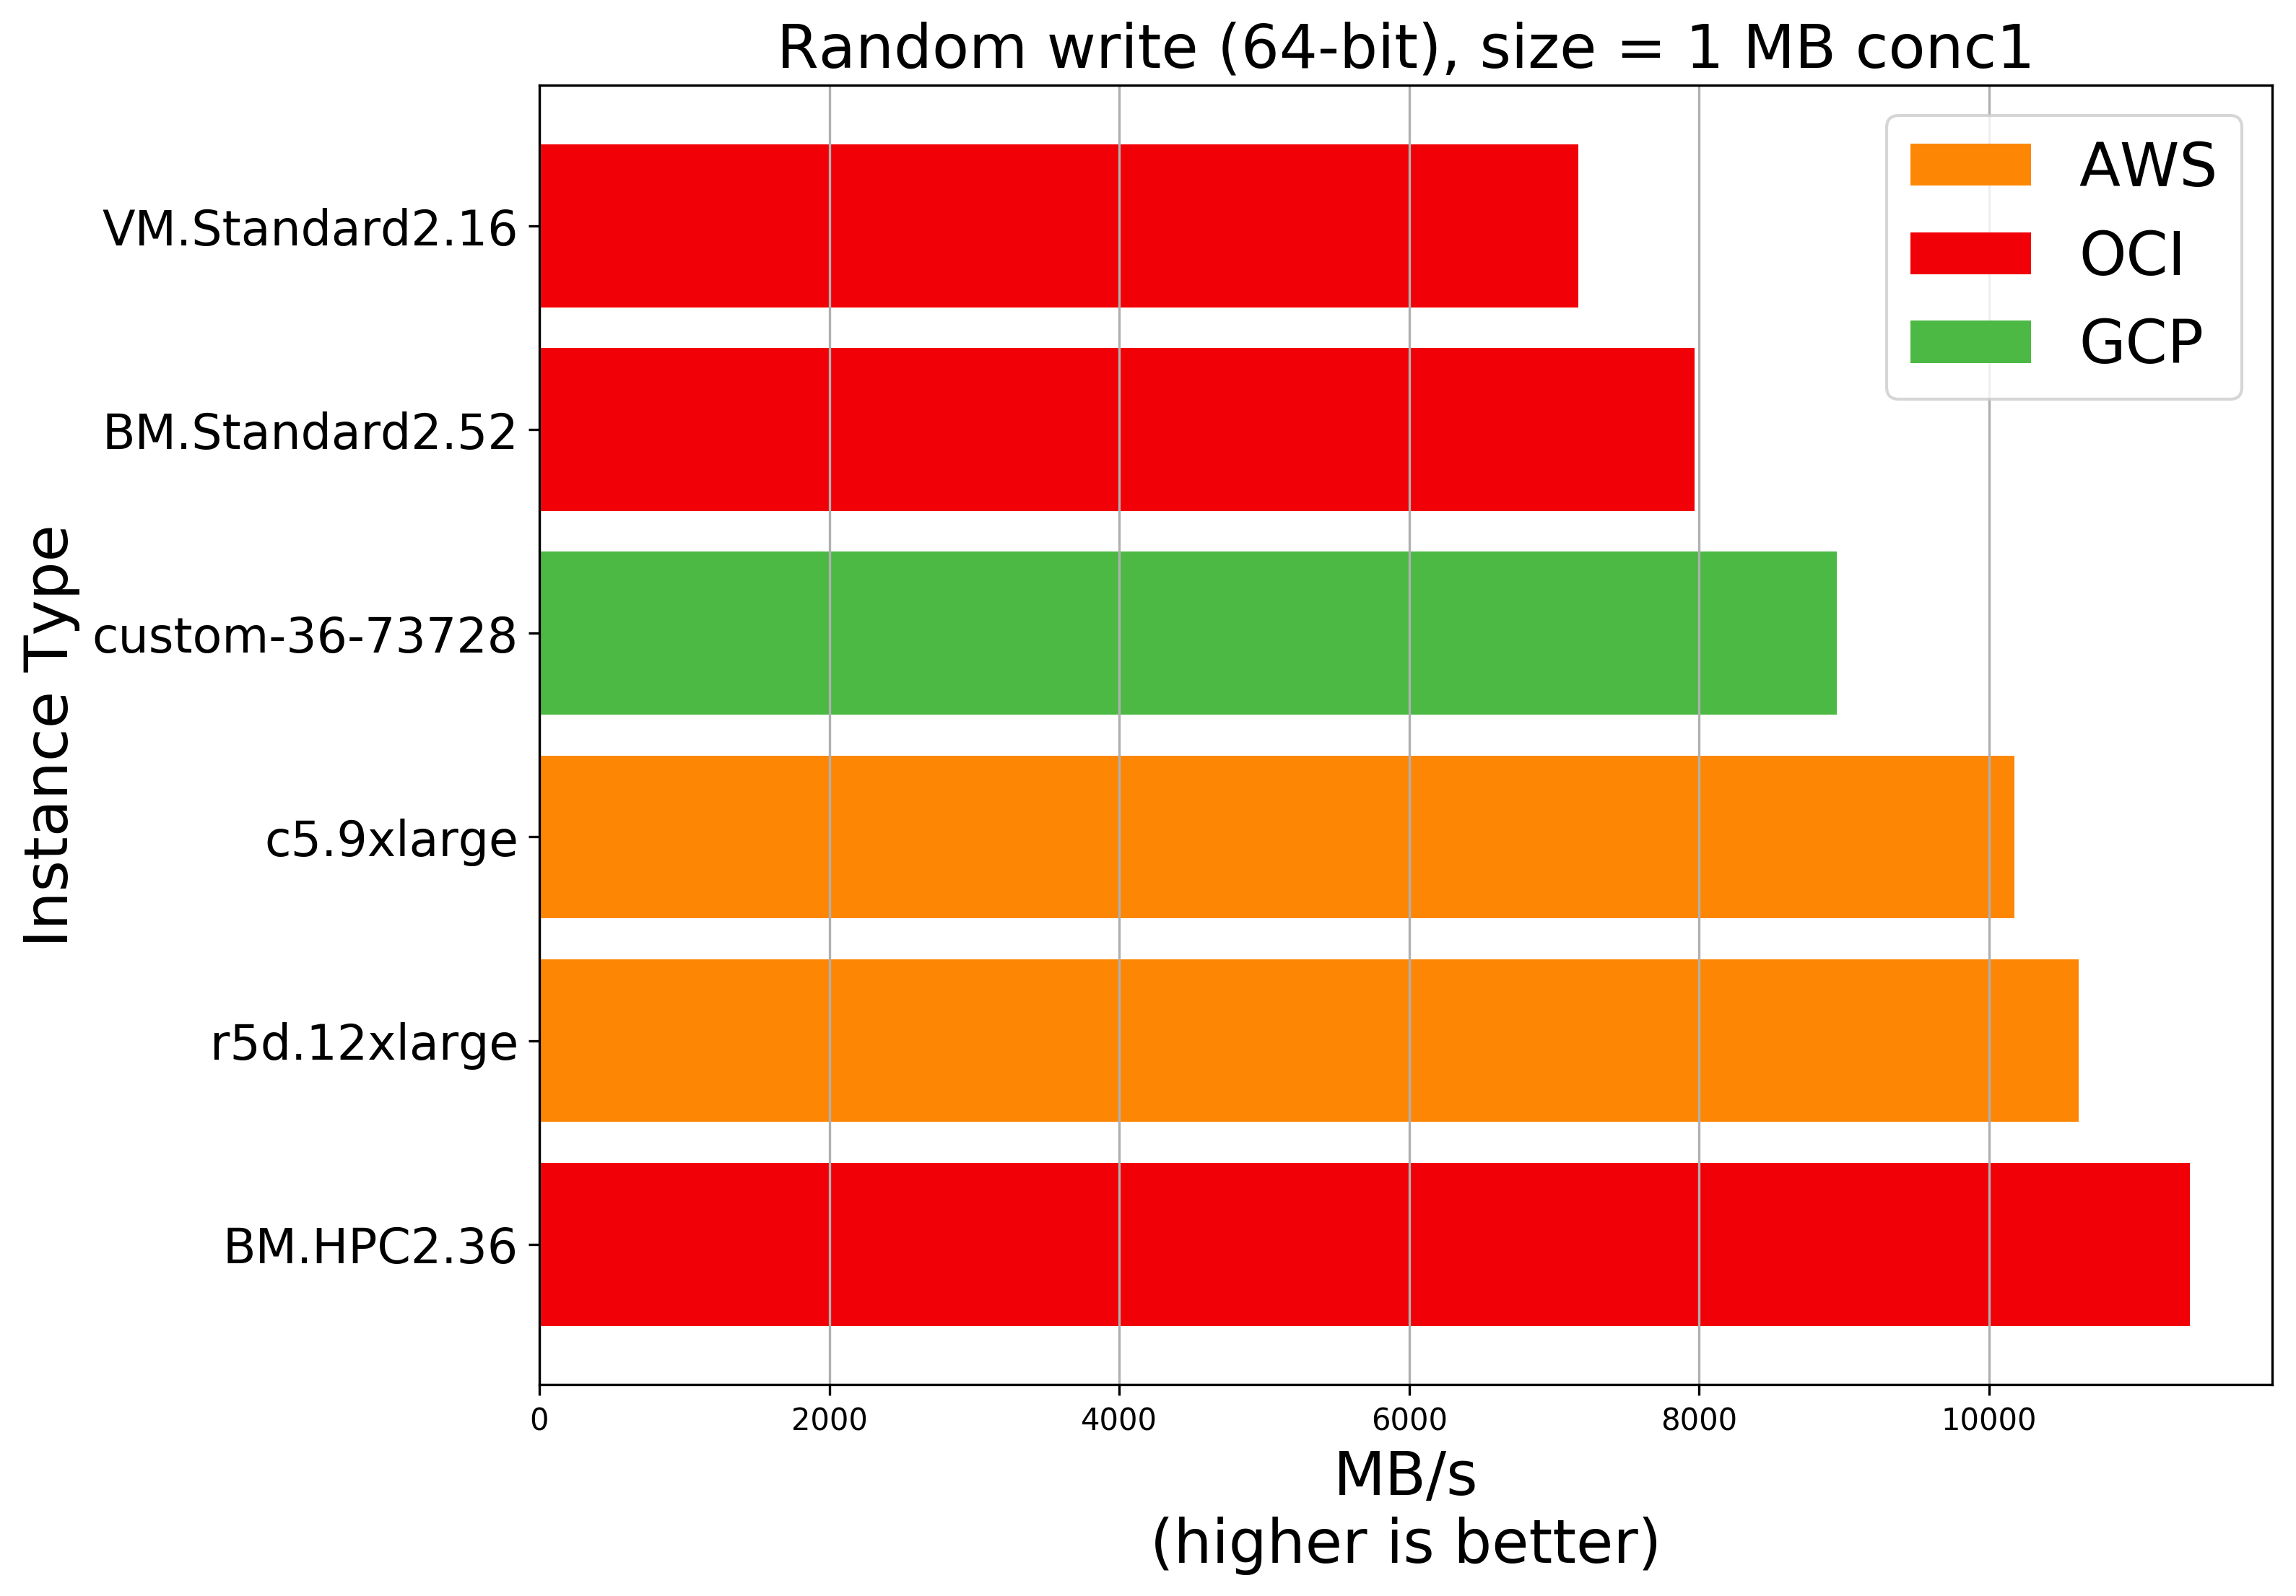 Random write (64-bit), size = 1 MB conc1
AWS
OCI
GCP
Instance Type
VM.Standard2.16
BM.Standard2.52
custom-36-73728
c5.9xlarge
r5d.12xlarge
BM.HPC2.36
0 2000 4000 6000 8000 10000
MB/s
(higher is better)